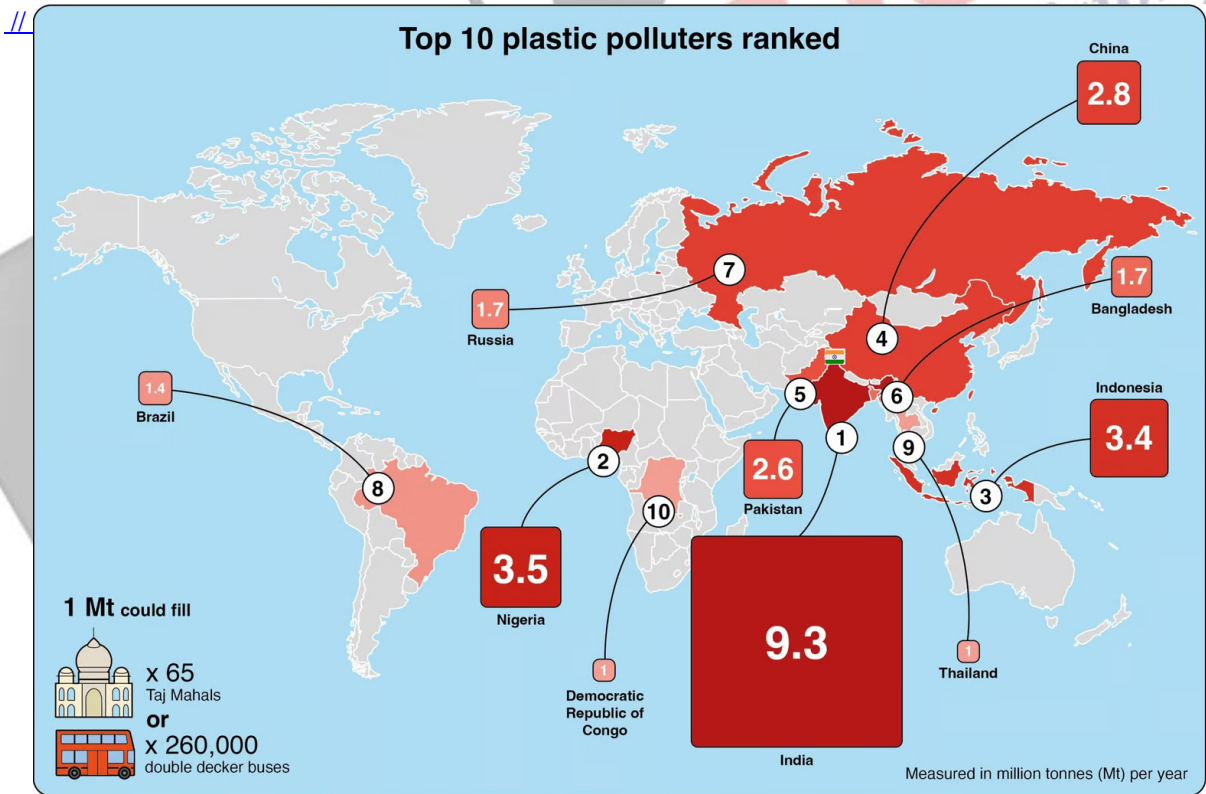 //
Top 10 plastic polluters ranked
China
2.8
7
1.7
Russia
1.7
Bangladesh
4
1.4
Brazil
5
6
Indonesia
3.4
1
2
9
8
2.6
Pakistan
3
10
3.5
Nigeria
9.3
India
1
Democratic
Republic of
Congo
1
Thailand
1 Mt could fill
x 65
Taj Mahals
or
x 260,000
double decker buses
Measured in million tonnes (Mt) per year